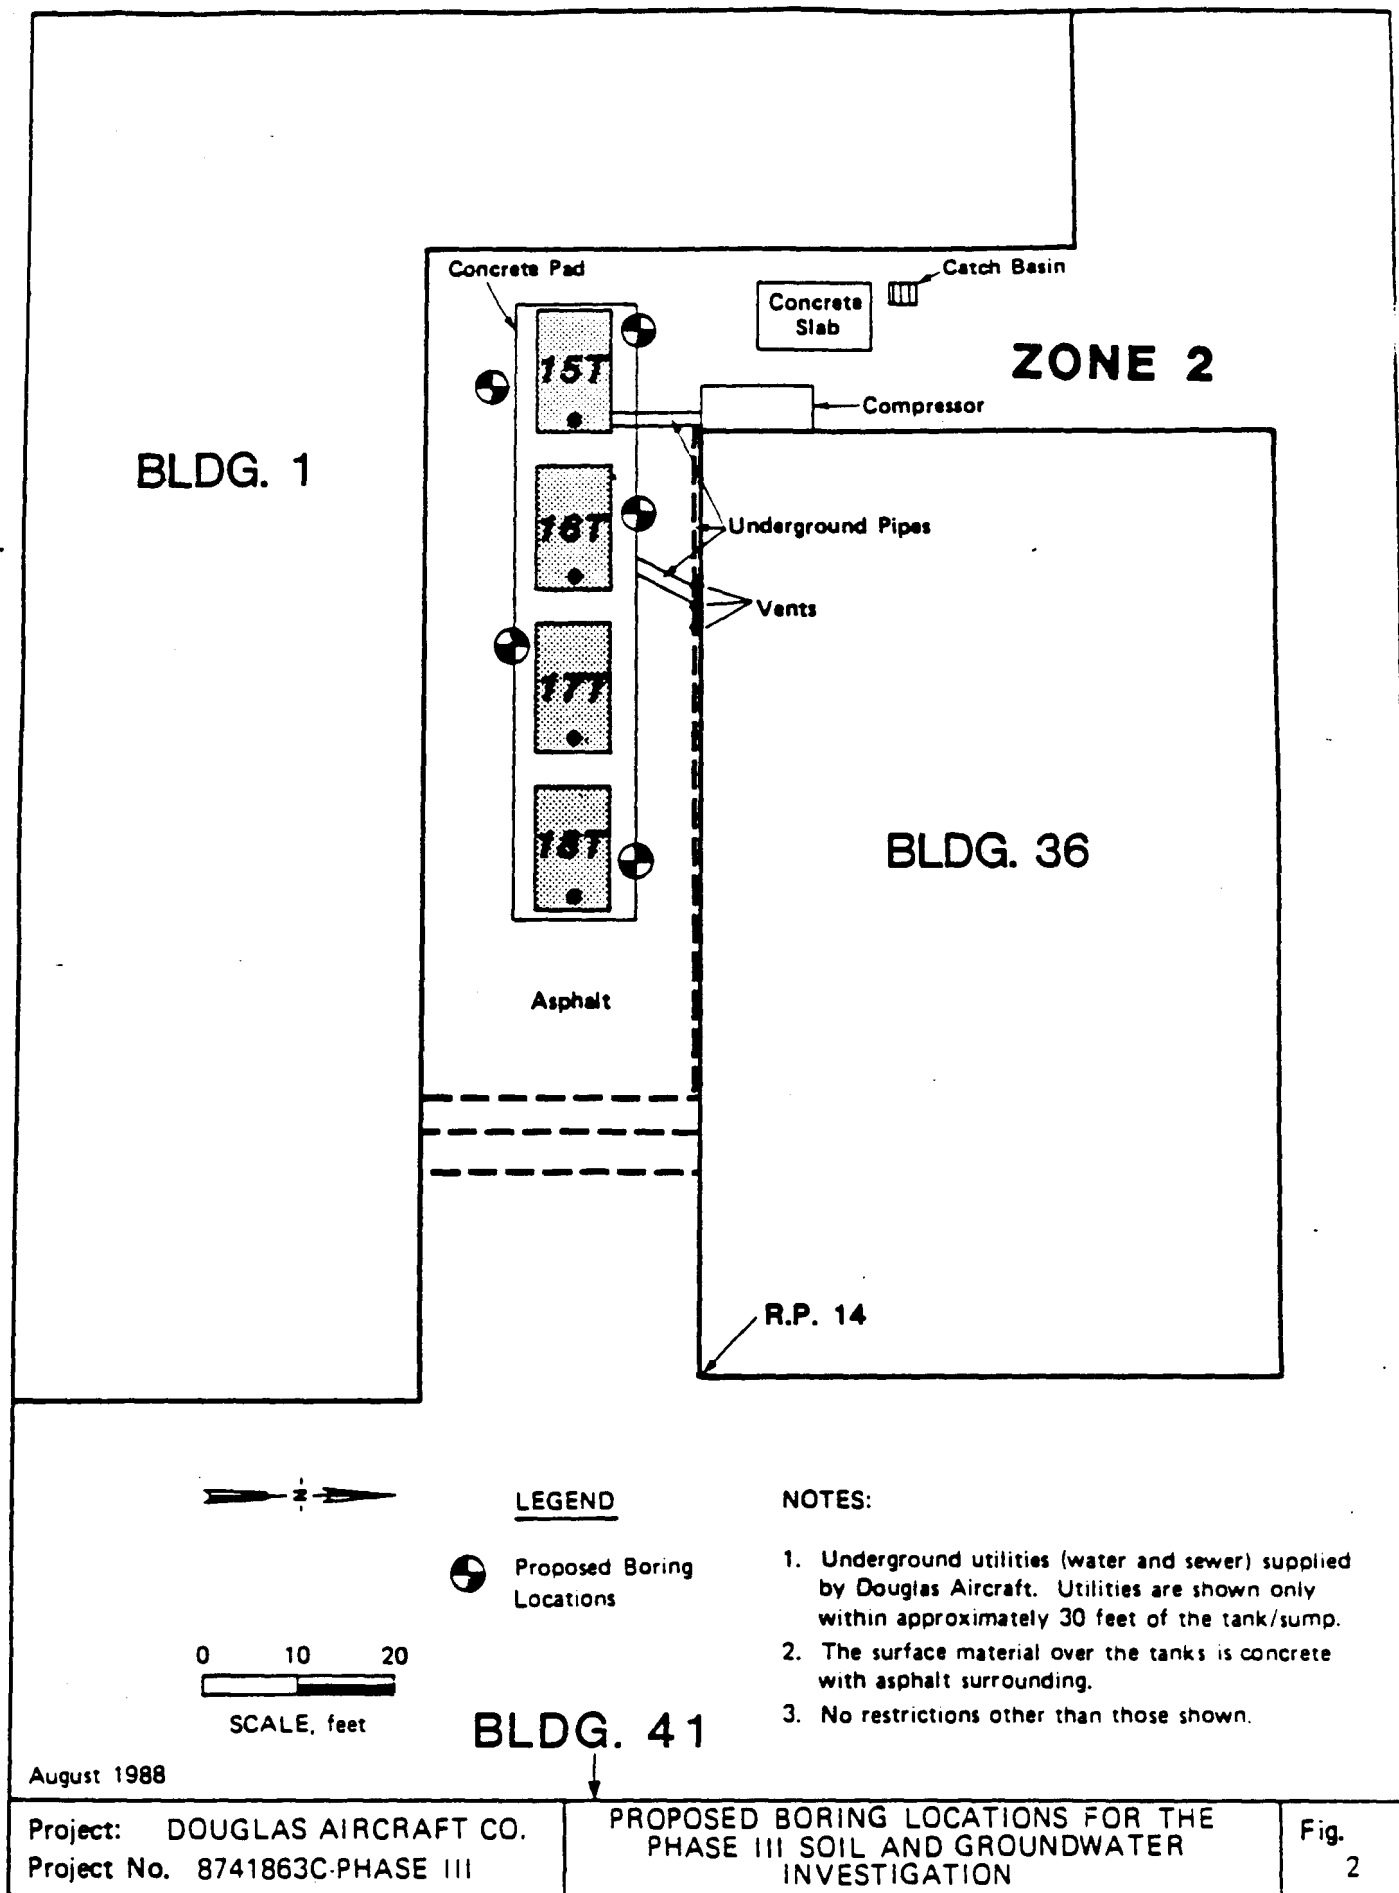 Concrete Pad
Catch Basin
Concrete
Slab
ZONE 2
15T
Compressor
BLDG. 1
16T
Underground Pipes
Vents
17T
18T
BLDG. 36
Asphalt
R.P. 14
N
LEGEND
Proposed Boring
Locations
NOTES:
1. Underground utilities (water and sewer) supplied
by Douglas Aircraft. Utilities are shown only
within approximately 30 feet of the tank/sump.
2. The surface material over the tanks is concrete
with asphalt surrounding.
3. No restrictions other than those shown.
0 10 20
SCALE, feet
BLDG. 41
August 1988
Project: DOUGLAS AIRCRAFT CO.
Project No. 8741863C-PHASE III
PROPOSED BORING LOCATIONS FOR THE
PHASE III SOIL AND GROUNDWATER
INVESTIGATION
Fig.
2